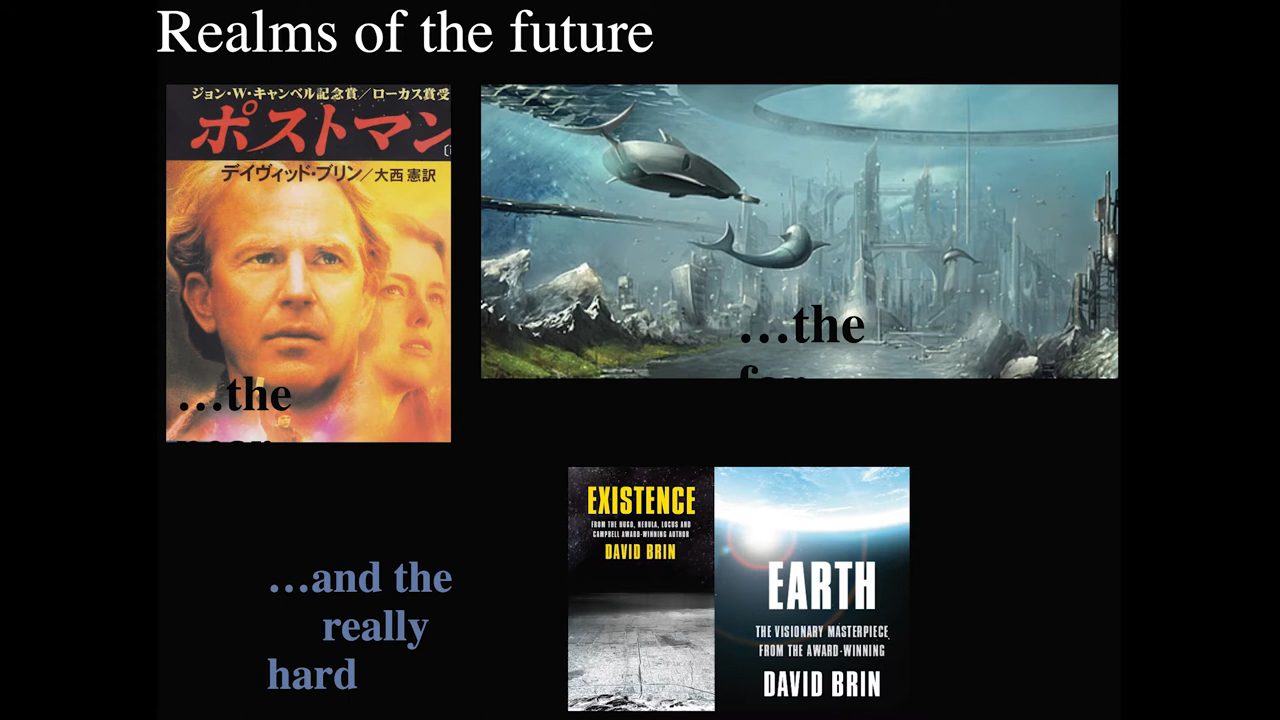 Realms of the future
ジョン・W・キャンベル記念賞／ローカス賞受
ポストマン
デイヴィッド・ブリン／大西 憲訳
…the
near
…the
far
EXISTENCE
FROM THE HUGO, NEBULA, LOCUS AND
CAMPBELL AWARD-WINNING AUTHOR
DAVID BRIN
EARTH
THE VISIONARY MASTERPIECE
FROM THE AWARD-WINNING
DAVID BRIN
…and the
really
hard